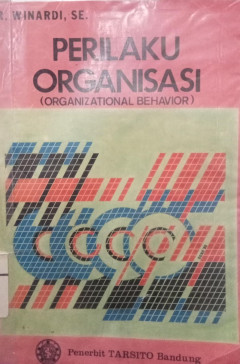 R. WINARDI, SE.
PERILAKU
ORGANISASI
(ORGANIZATIONAL BEHAVIOR)
Penerbit TARSITO Bandung